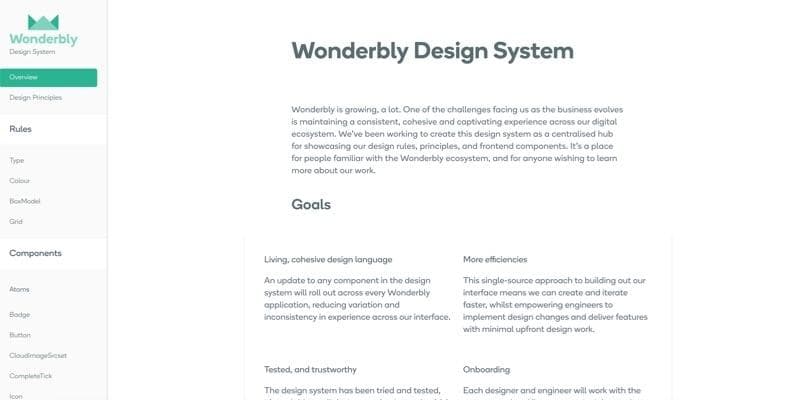 Wonderbly
Design System
Overview
Design Principles
Rules
Type
Colour
BoxModel
Grid
Components
Atoms
Badge
Button
CloudImageSrcset
CompleteTick
Icon
Wonderbly Design System
Wonderbly is growing, a lot. One of the challenges facing us as the business evolves
is maintaining a consistent, cohesive and captivating experience across our digital
ecosystem. We've been working to create this design system as a centralised hub
for showcasing our design rules, principles, and frontend components. It's a place
for people familiar with the Wonderbly ecosystem, and for anyone wishing to learn
more about our work.
Goals
Living, cohesive design language
An update to any component in the design
system will roll out across every Wonderbly
application, reducing variation and
inconsistency in experience across our interface.
More efficiencies
This single-source approach to building out our
interface means we can create and iterate
faster, whilst empowering engineers to
implement design changes and deliver features
with minimal upfront design work.
Tested, and trustworthy
The design system has been tried and tested,
Onboarding
Each designer and engineer will work with the